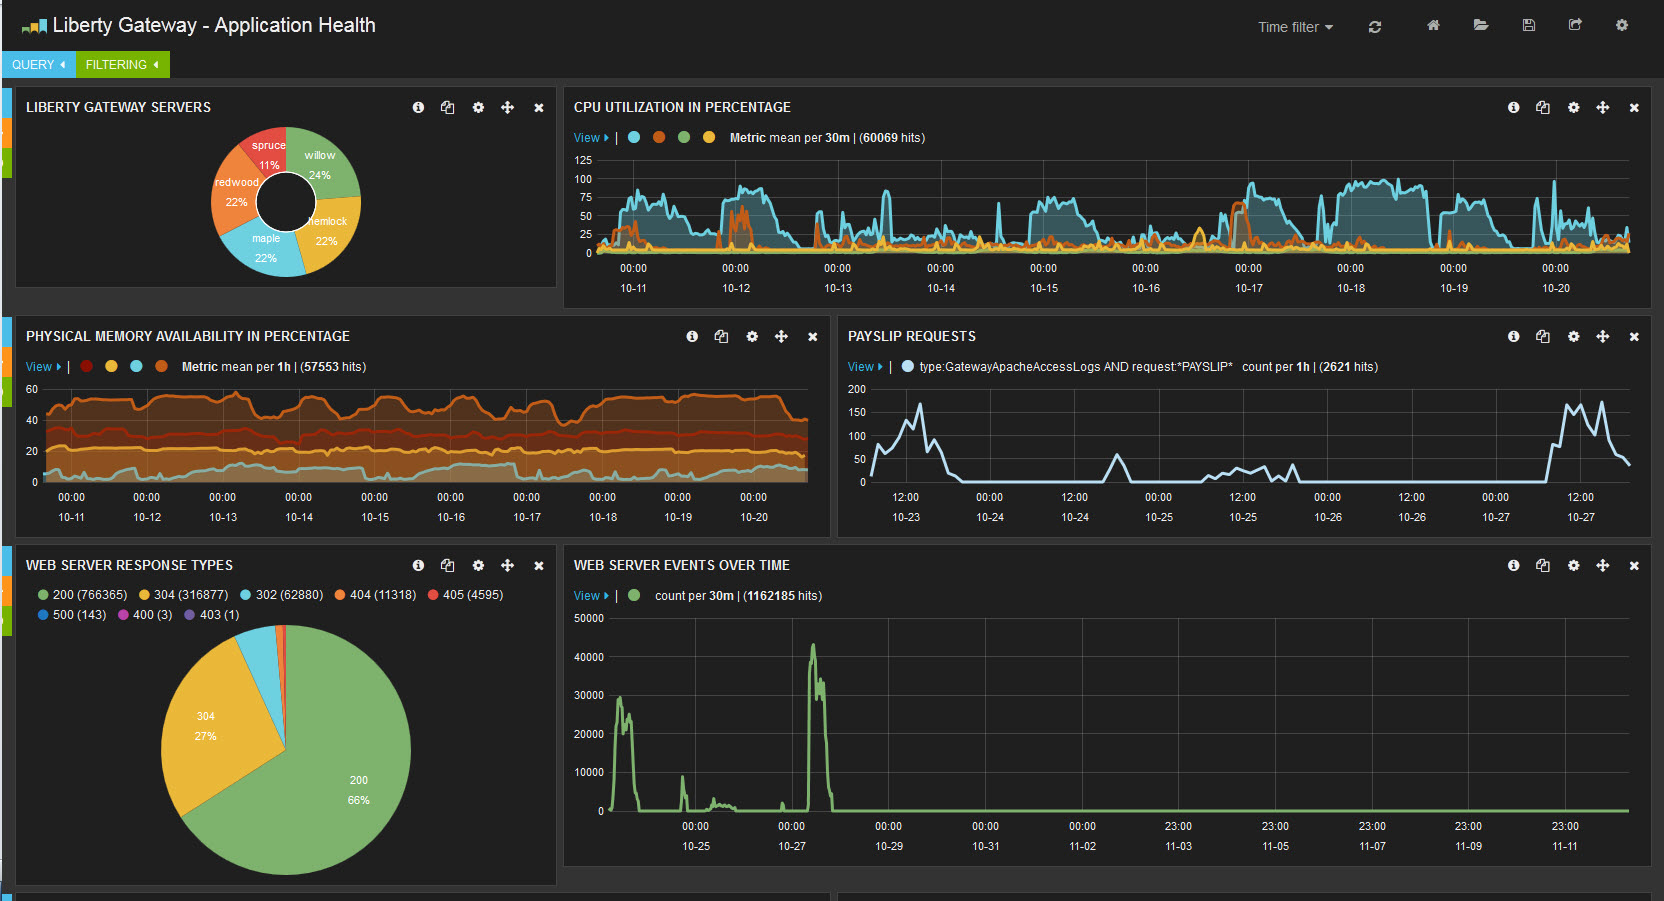 Liberty Gateway - Application Health
Time filter
QUERY
FILTERING
LIBERTY GATEWAY SERVERS
spruce
11%
willow
24%
redwood
22%
hemlock
22%
maple
22%
CPU UTILIZATION IN PERCENTAGE
View | Metric mean per 30m | (60069 hits)
125
100
75
50
25
0
00:00 00:00 00:00 00:00 00:00 00:00 00:00 00:00 00:00 00:00
10-11 10-12 10-13 10-14 10-15 10-16 10-17 10-18 10-19 10-20
PHYSICAL MEMORY AVAILABILITY IN PERCENTAGE
View | Metric mean per 1h | (57553 hits)
60
40
20
0
00:00 00:00 00:00 00:00 00:00 00:00 00:00 00:00 00:00 00:00
10-11 10-12 10-13 10-14 10-15 10-16 10-17 10-18 10-19 10-20
PAYSLIP REQUESTS
View | type:GatewayApacheAccessLogs AND request:*PAYSLIP* count per 1h | (2621 hits)
200
150
100
50
0
12:00 00:00 12:00 00:00 12:00 00:00 12:00 00:00 12:00
10-23 10-24 10-24 10-25 10-25 10-26 10-26 10-27 10-27
WEB SERVER RESPONSE TYPES
200 (766365) 304 (316877) 302 (62880) 404 (11318) 405 (4595)
500 (143) 400 (3) 403 (1)
304
27%
200
66%
WEB SERVER EVENTS OVER TIME
View | count per 30m | (1162185 hits)
50000
40000
30000
20000
10000
0
00:00 00:00 00:00 00:00 00:00 23:00 23:00 23:00 23:00 23:00
10-25 10-27 10-29 10-31 11-02 11-03 11-05 11-07 11-09 11-11